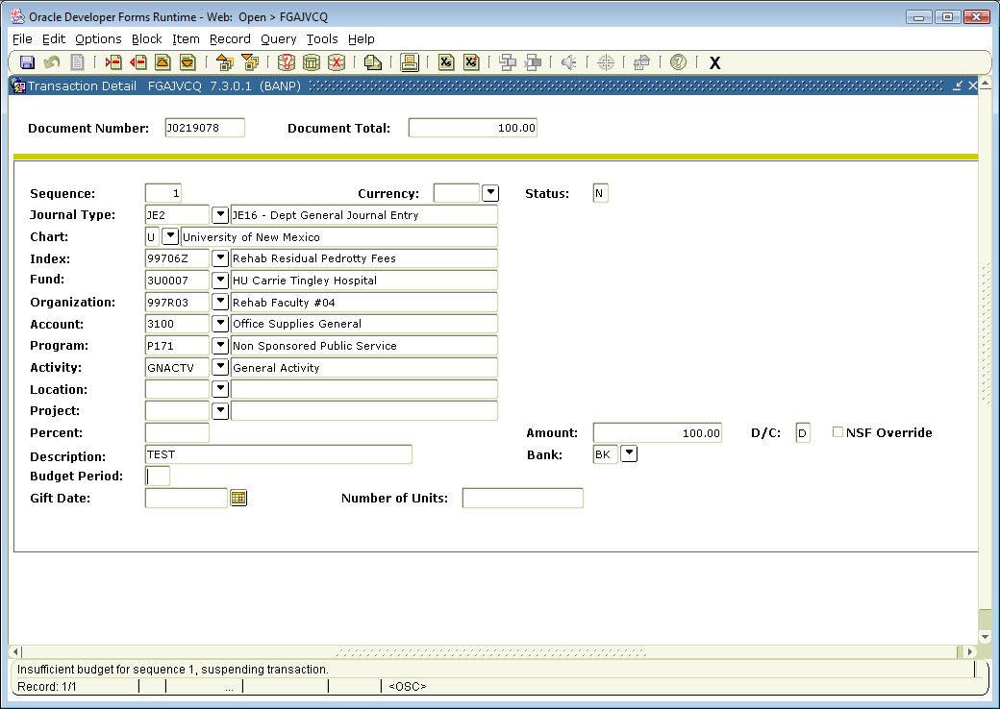 Oracle Developer Forms Runtime - Web: Open > FGAJVCQ
File Edit Options Block Item Record Query Tools Help
X
Transaction Detail FGAJVCQ 7.3.0.1 (BANP)
Document Number: J0219078 Document Total: 100.00
Sequence: 1 Currency: Status: N
Journal Type: JE2 JE16 - Dept General Journal Entry
Chart: U University of New Mexico
Index: 99706Z Rehab Residual Pedrotty Fees
Fund: 3U0007 HU Carrie Tingley Hospital
Organization: 997R03 Rehab Faculty #04
Account: 3100 Office Supplies General
Program: P171 Non Sponsored Public Service
Activity: GNACTV General Activity
Location:
Project:
Percent: Amount: 100.00 D/C: D NSF Override
Description: TEST Bank: BK
Budget Period:
Gift Date: Number of Units:
Insufficient budget for sequence 1, suspending transaction.
Record: 1/1 ... <OSC>